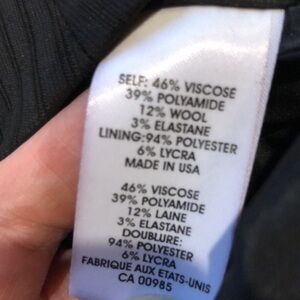 SELF: 46% VISCOSE
39% POLYAMIDE
12% WOOL
3% ELASTANE
LINING:94% POLYESTER
6% LYCRA
MADE IN USA
46% VISCOSE
39% POLYAMIDE
12% LAINE
3% ELASTANE
DOUBLURE:
94% POLYESTER
6% LYCRA
FABRIQUE AUX ETATS-UNIS
CA 00985